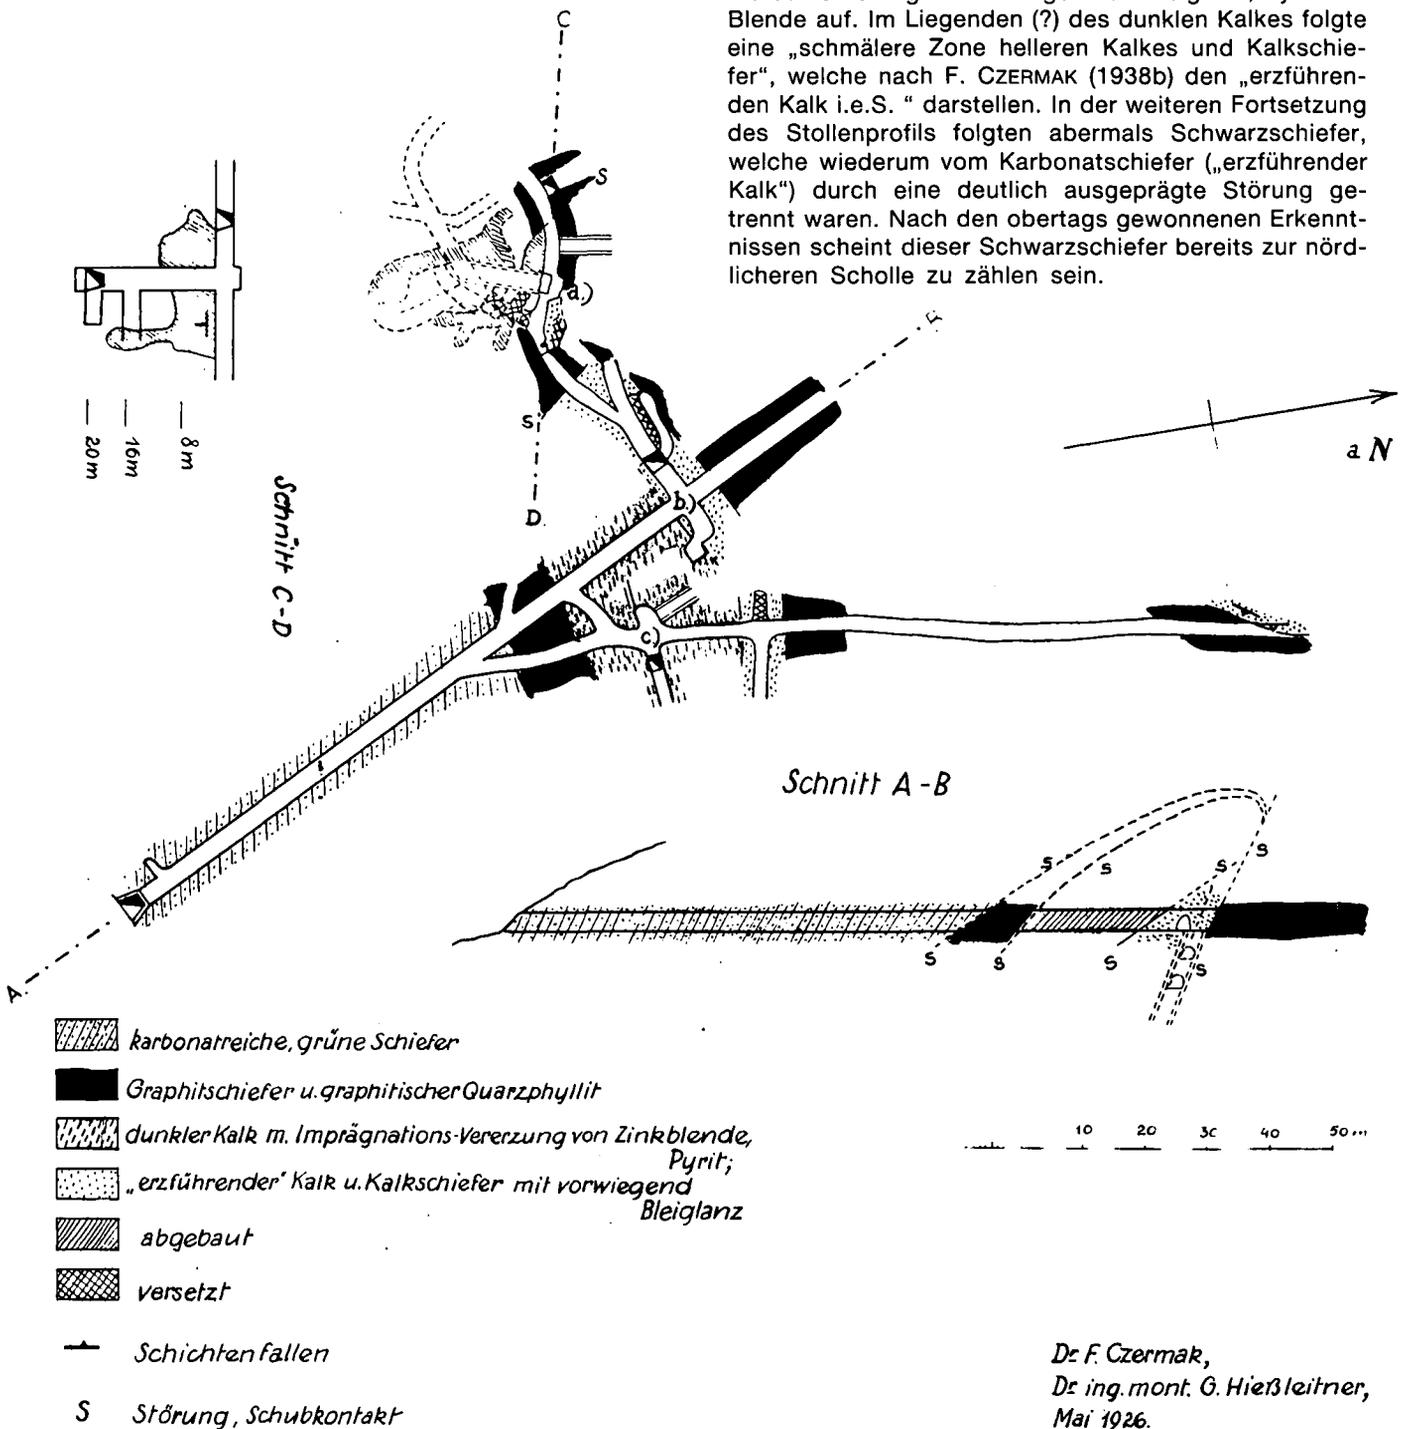 Blende auf. Im Liegenden (?) des dunklen Kalkes folgte
eine „schmälere Zone helleren Kalkes und Kalkschie-
fer“, welche nach F. CZERMAK (1938b) den „erzführen-
den Kalk i.e.S. “ darstellen. In der weiteren Fortsetzung
des Stollenprofils folgten abermals Schwarzschiefer,
welche wiederum vom Karbonatschiefer („erzführender
Kalk“) durch eine deutlich ausgeprägte Störung ge-
trennt waren. Nach den obertags gewonnenen Erkennt-
nissen scheint dieser Schwarzschiefer bereits zur nörd-
licheren Scholle zu zählen sein.
C
S
a.)
S
D
b.)
c)
A
a N
20m
16m
8m
Schnitt C-D
Schnitt A-B
S
S
S
S
S
S
S
S
karbonatreiche, grüne Schiefer
Graphitschiefer u. graphitischer Quarzphyllit
dunkler Kalk m. Imprägnations-Vererzung von Zinkblende,
Pyrit;
„erzführender“ Kalk u. Kalkschiefer mit vorwiegend
Bleiglanz
abgebaut
versetzt
Schichtenfallen
S Störung, Schubkontakt
10 20 30 40 50 m
Dr F. Czermak,
Dr ing. mont. G. Hießleitner,
Mai 1926.